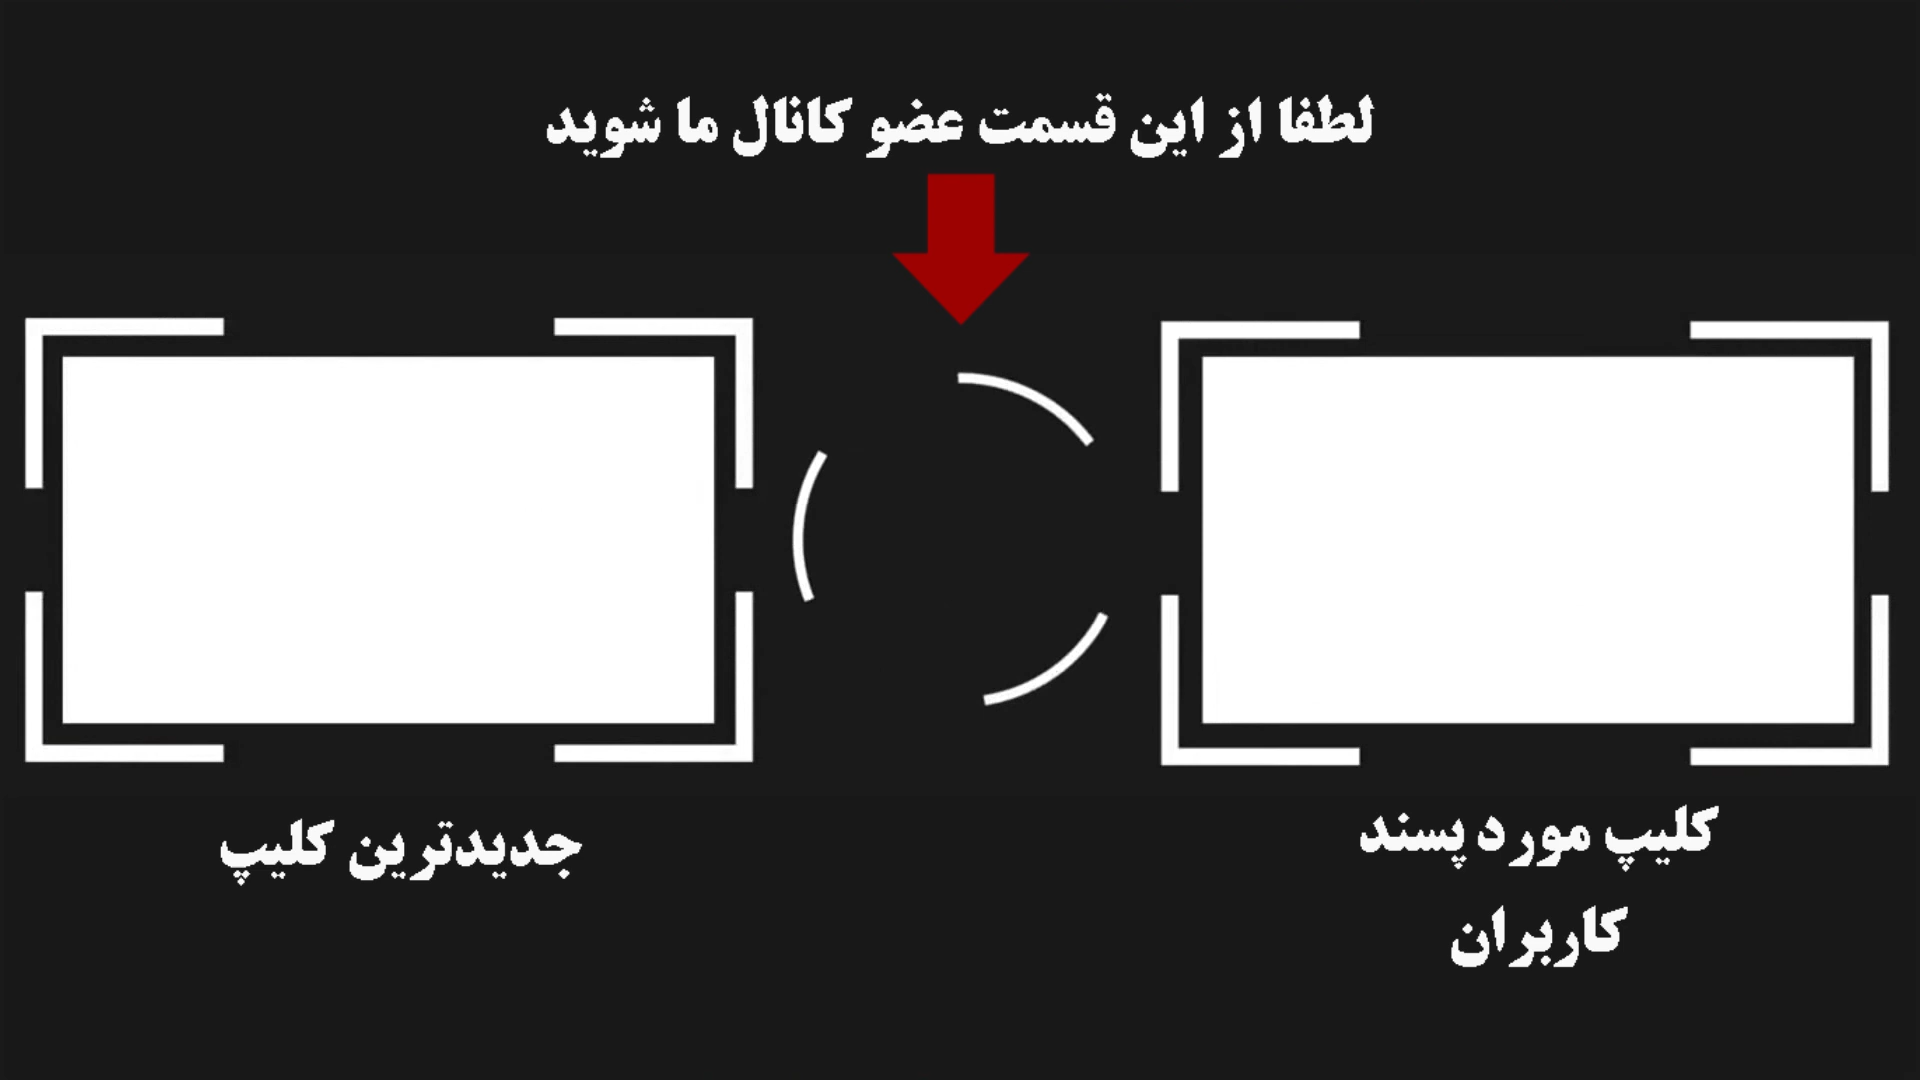 لطفا از این قسمت عضو کانال ما شوید
کلیپ مورد پسند
کاربران
جدیدترین کلیپ